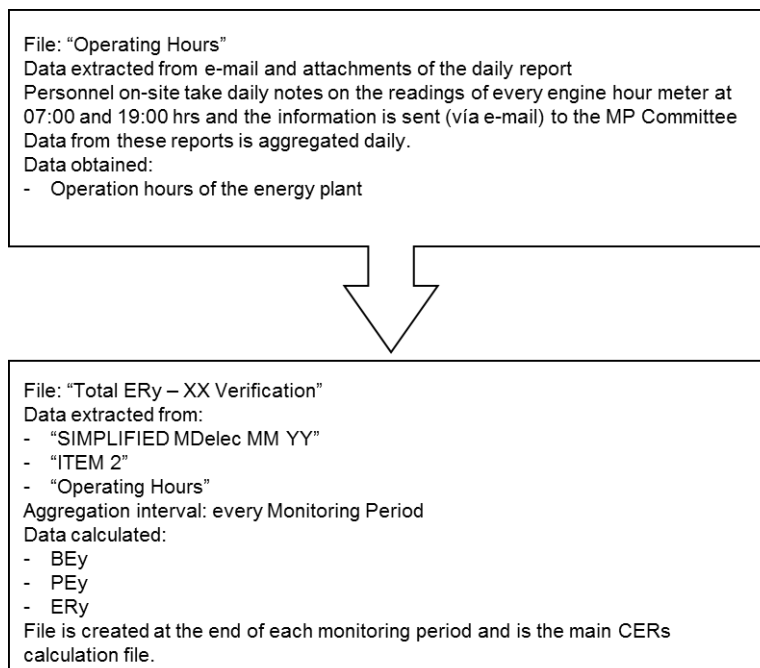 File: “Operating Hours”
Data extracted from e-mail and attachments of the daily report
Personnel on-site take daily notes on the readings of every engine hour meter at
07:00 and 19:00 hrs and the information is sent (vía e-mail) to the MP Committee
Data from these reports is aggregated daily.
Data obtained:
- Operation hours of the energy plant
File: “Total ERy – XX Verification”
Data extracted from:
- “SIMPLIFIED MDelec MM YY”
- “ITEM 2”
- “Operating Hours”
Aggregation interval: every Monitoring Period
Data calculated:
- BEy
- PEy
- ERy
File is created at the end of each monitoring period and is the main CERs
calculation file.